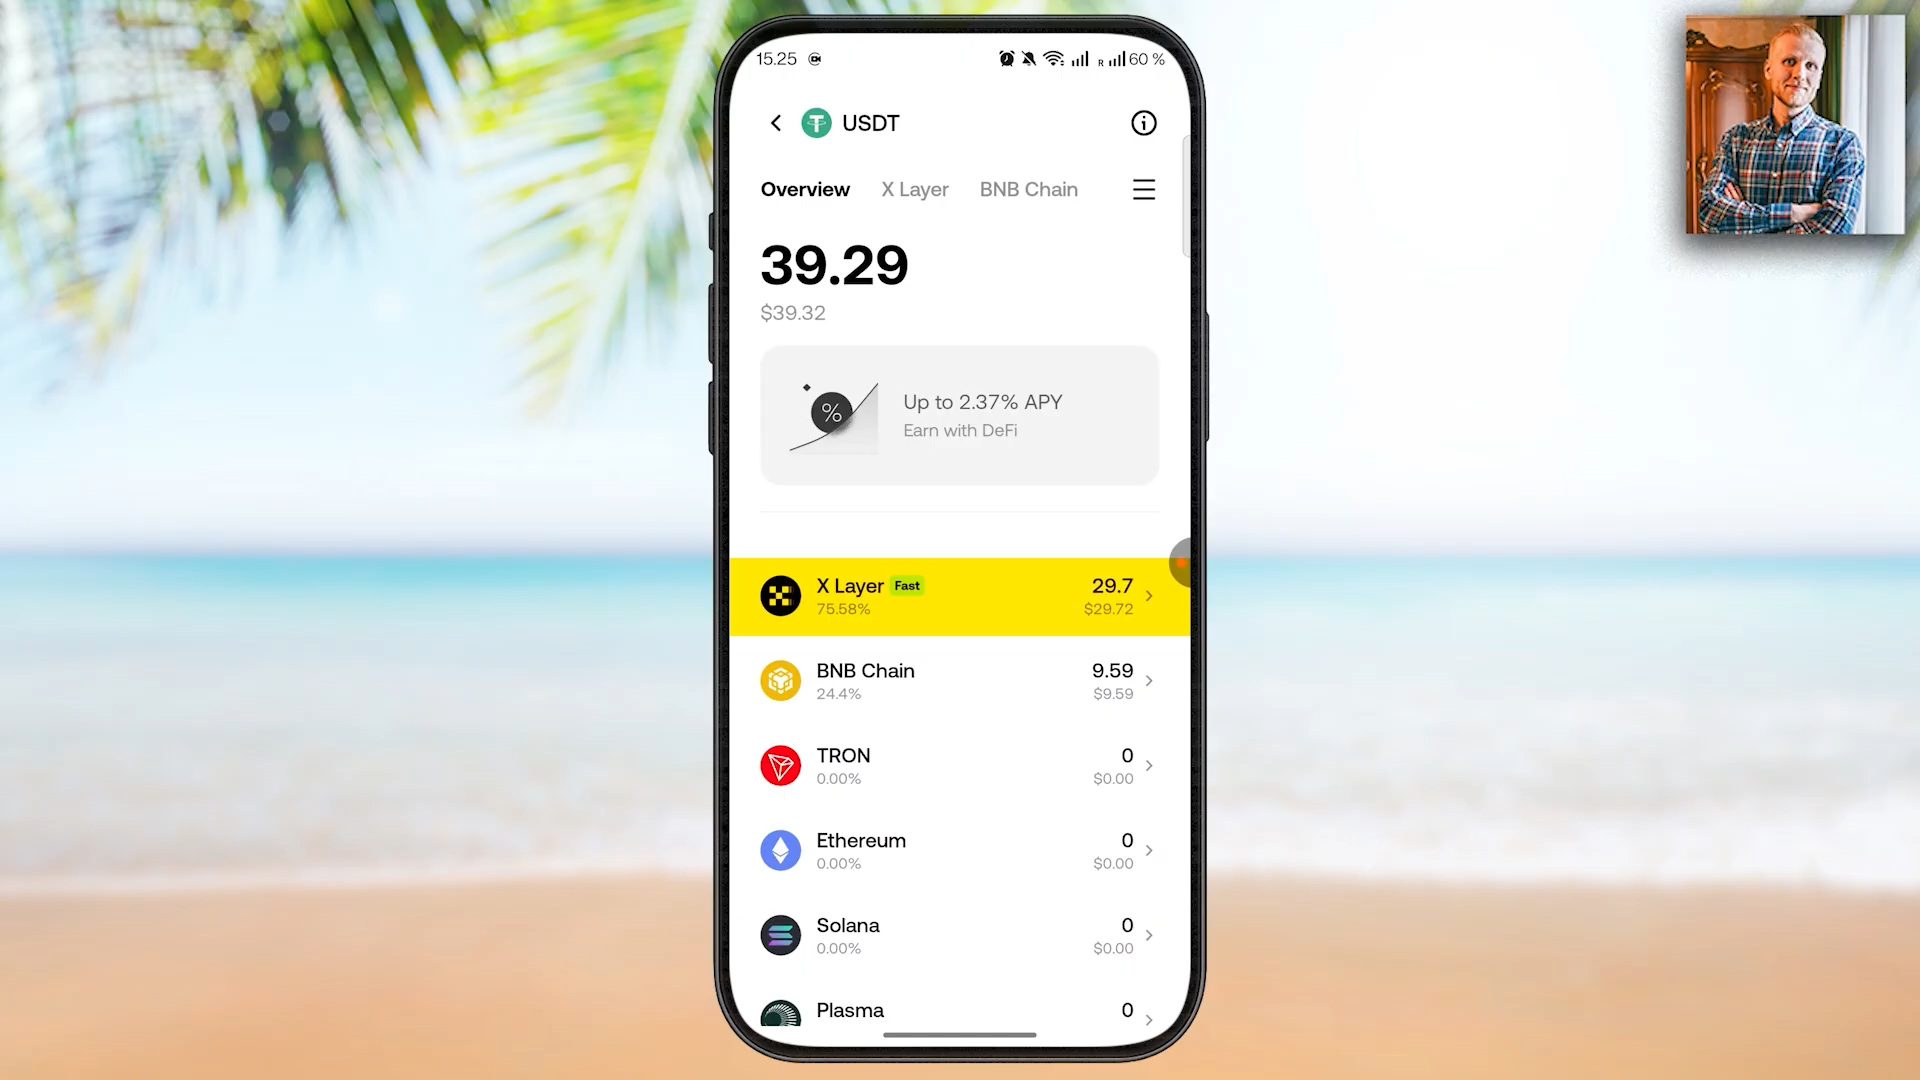 15.25
R 60 %
USDT
Overview X Layer BNB Chain
39.29
$39.32
%
Up to 2.37% APY
Earn with DeFi
X Layer Fast 29.7
75.58% $29.72
BNB Chain 9.59
24.4% $9.59
TRON 0
0.00% $0.00
Ethereum 0
0.00% $0.00
Solana 0
0.00% $0.00
Plasma 0